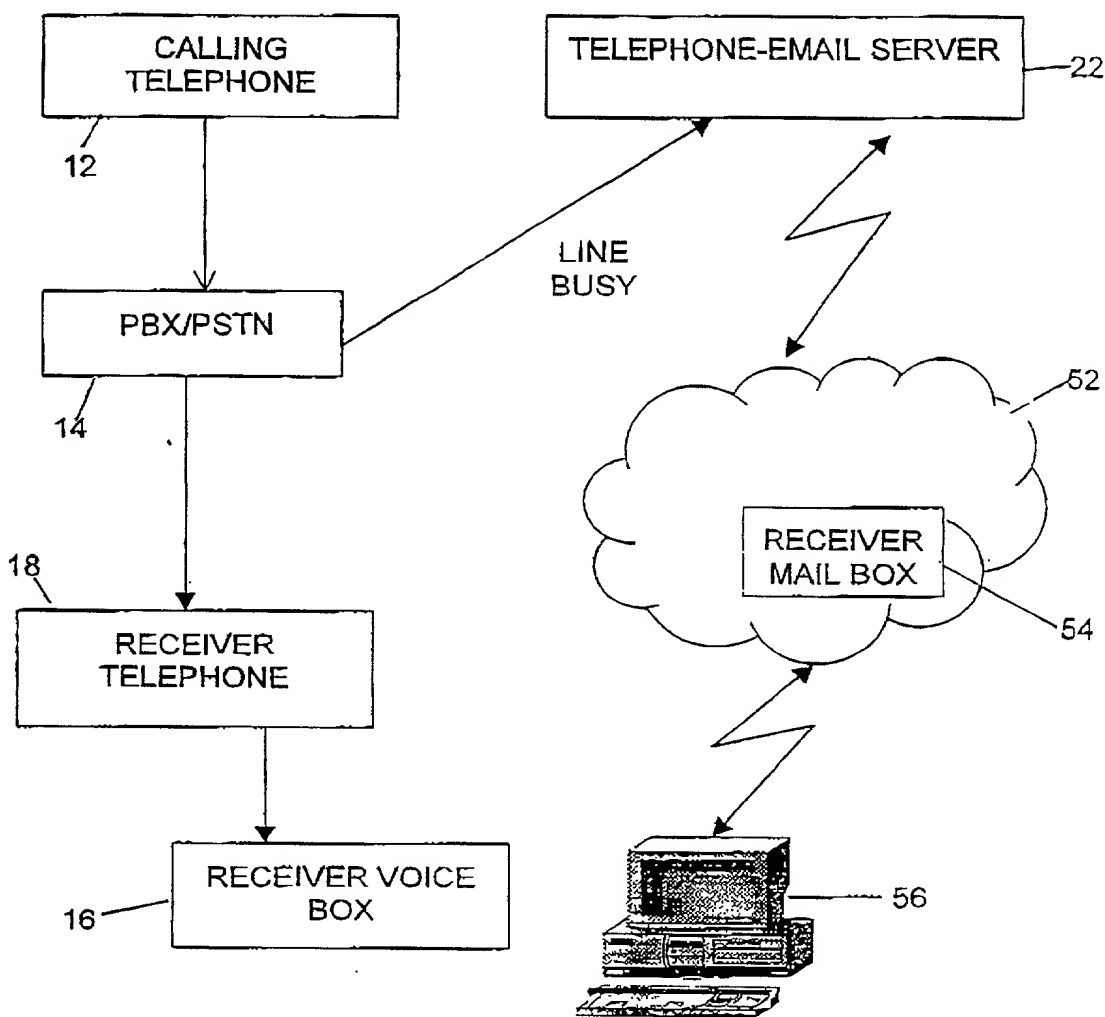 CALLING
TELEPHONE
12
TELEPHONE-EMAIL SERVER
22
LINE
BUSY
PBX/PSTN
14
52
RECEIVER
MAIL BOX
54
18
RECEIVER
TELEPHONE
RECEIVER VOICE
BOX
16
56